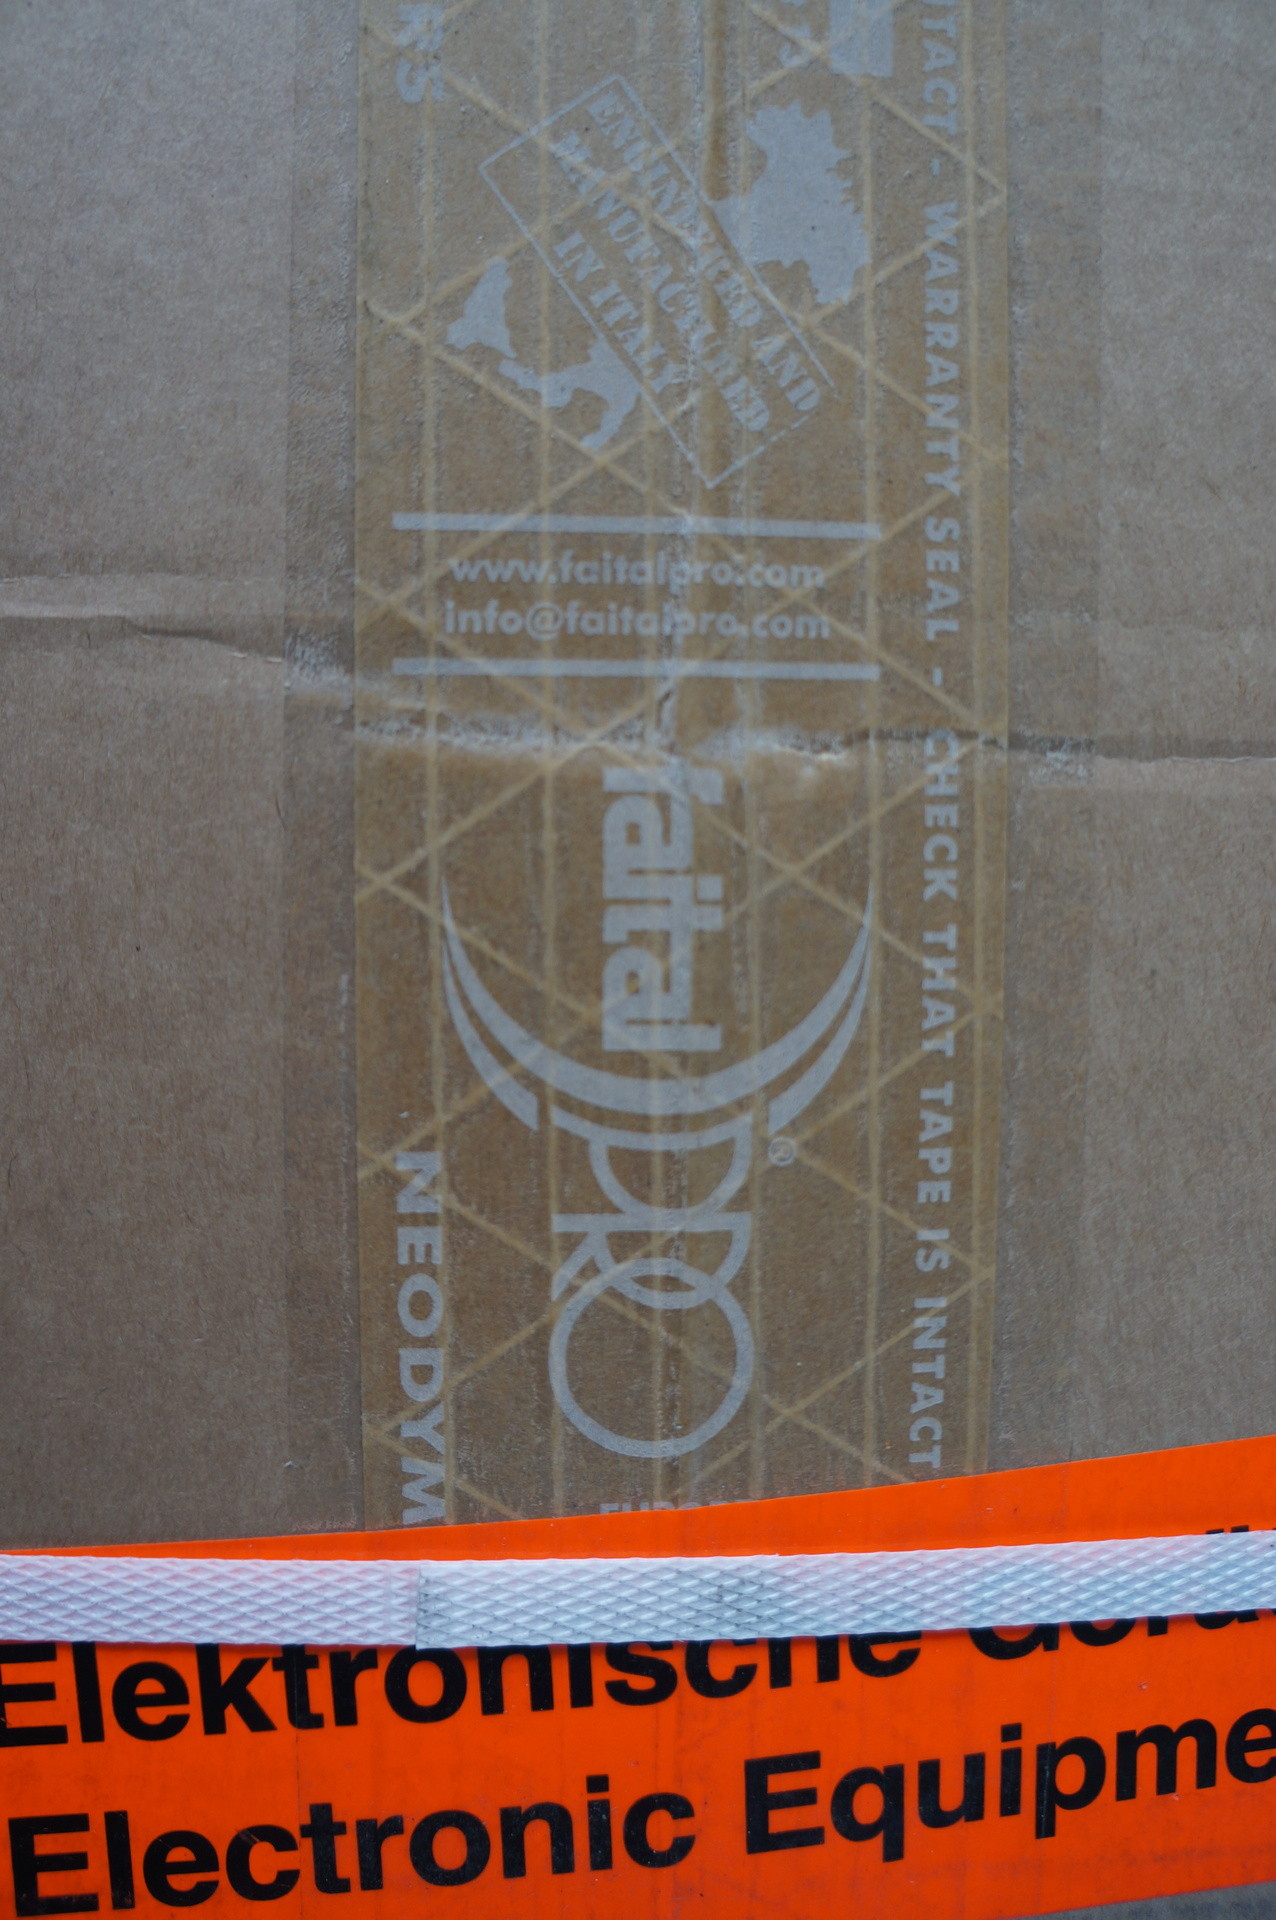 ENGINEERED AND
MANUFACTURED
IN ITALY
www.faitalpro.com
info@faitalpro.com
faital
PRO®
NEODYM
TACT - WARRANTY SEAL - CHECK THAT TAPE IS INTACT
Elektronische
Electronic Equipme